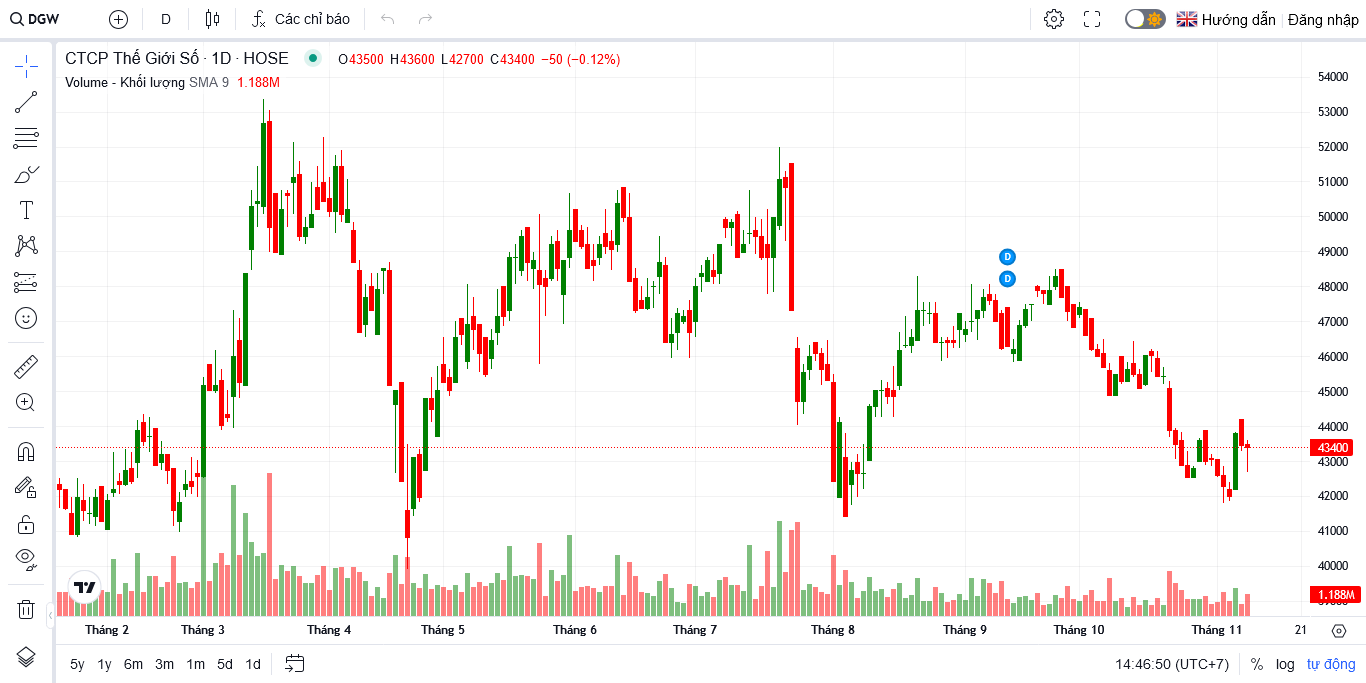 DGW D Các chỉ báo Hướng dẫn Đăng nhập
CTCP Thế Giới Số · 1D · HOSE O43500 H43600 L42700 C43400 −50 (−0.12%)
Volume - Khối lượng SMA 9 1.188M
54000
53000
52000
51000
50000
49000
48000
47000
46000
45000
44000
43400
43000
42000
41000
40000
1.188M
D
D
Tháng 2 Tháng 3 Tháng 4 Tháng 5 Tháng 6 Tháng 7 Tháng 8 Tháng 9 Tháng 10 Tháng 11 21
5y 1y 6m 3m 1m 5d 1d 14:46:50 (UTC+7) % log tự động